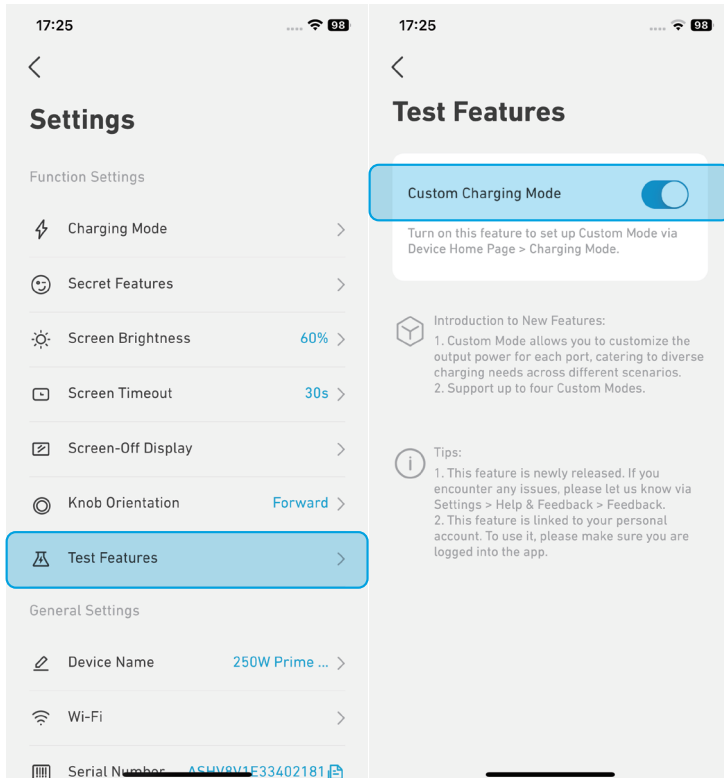 17:25
98
Settings
Function Settings
Charging Mode
Secret Features
Screen Brightness 60%
Screen Timeout 30s
Screen-Off Display
Knob Orientation Forward
Test Features
General Settings
Device Name 250W Prime ...
Wi-Fi
Serial Number ASHV8V1E33402181
17:25
98
Test Features
Custom Charging Mode
Turn on this feature to set up Custom Mode via
Device Home Page > Charging Mode.
Introduction to New Features:
1. Custom Mode allows you to customize the
output power for each port, catering to diverse
charging needs across different scenarios.
2. Support up to four Custom Modes.
Tips:
1. This feature is newly released. If you
encounter any issues, please let us know via
Settings > Help & Feedback > Feedback.
2. This feature is linked to your personal
account. To use it, please make sure you are
logged into the app.